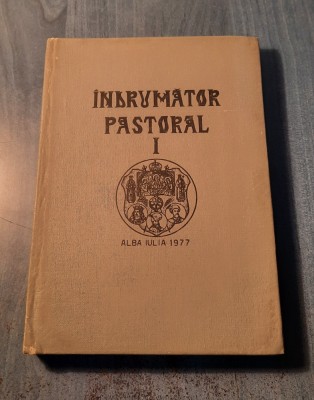 ÎNDRUMĂTOR
PASTORAL
I
ALBA IULIA 1977